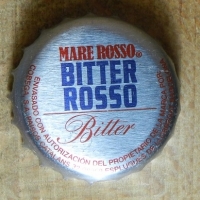 MARE ROSSO®
BITTER
ROSSO
Bitter
ENVASADO CON AUTORIZACION DEL PROPIETARIO DE LA MARCA